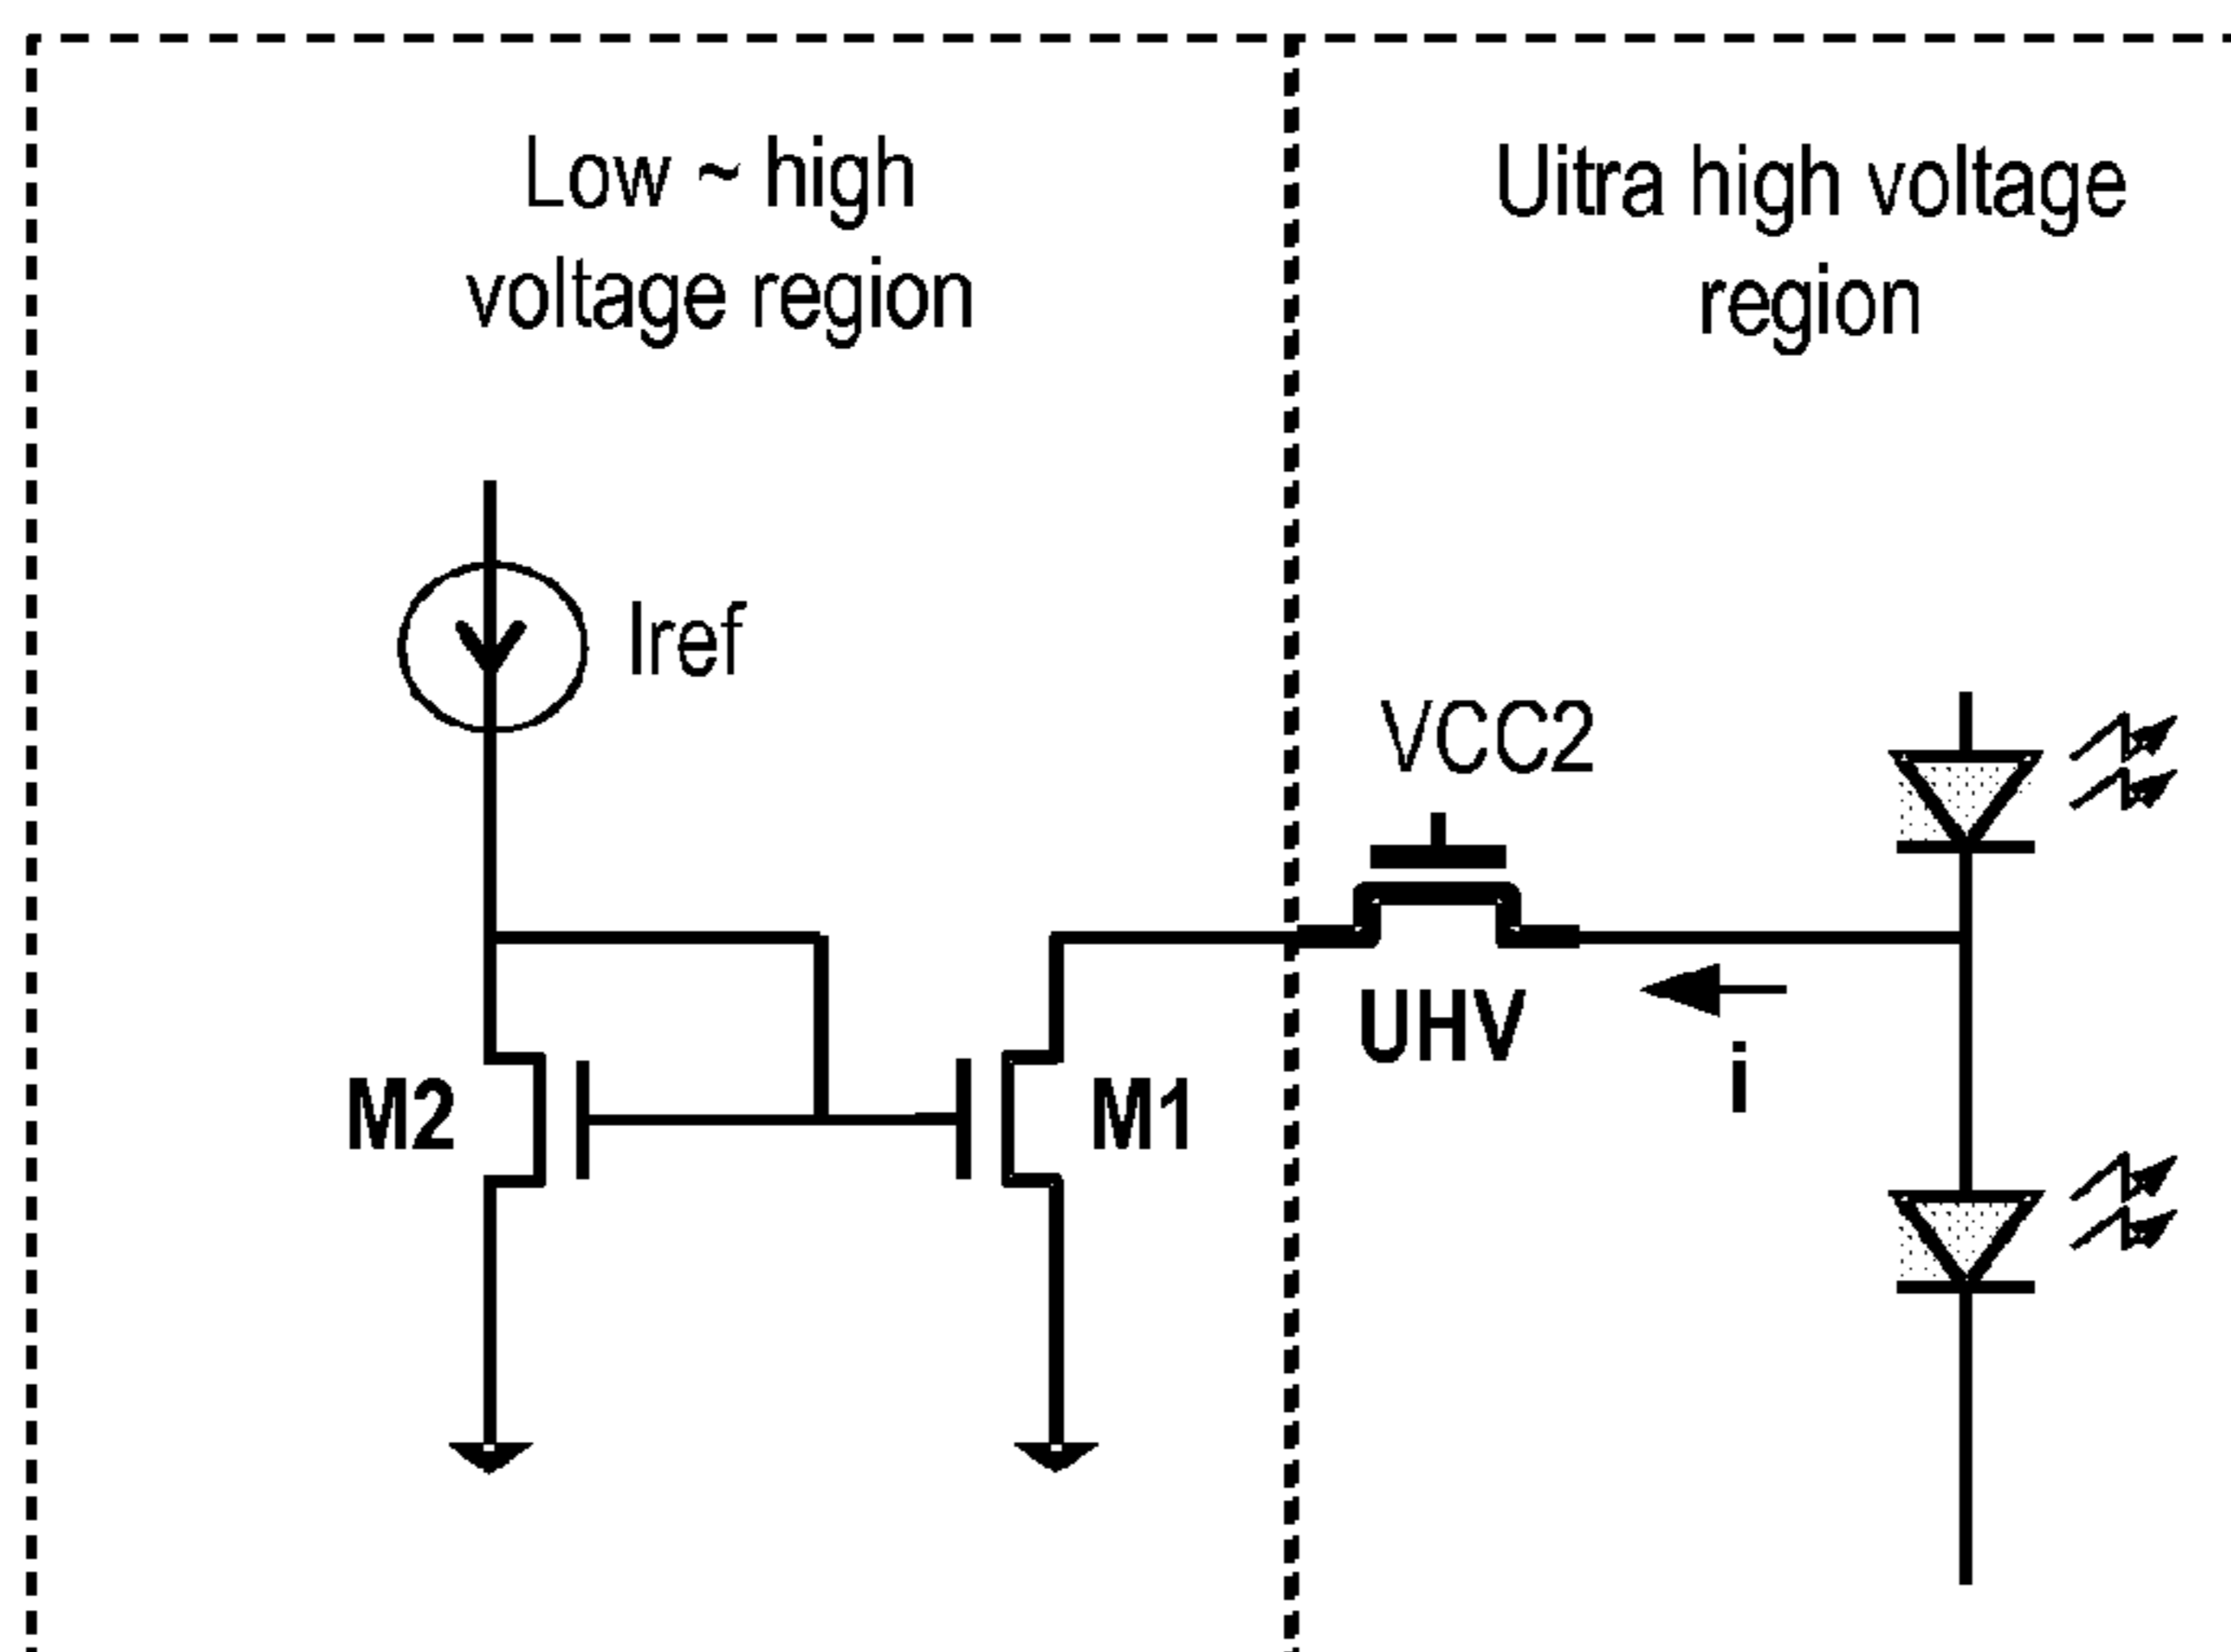 Low ~ high
voltage region
Uitra high voltage
region
Iref
VCC2
UHV
i
M2
M1